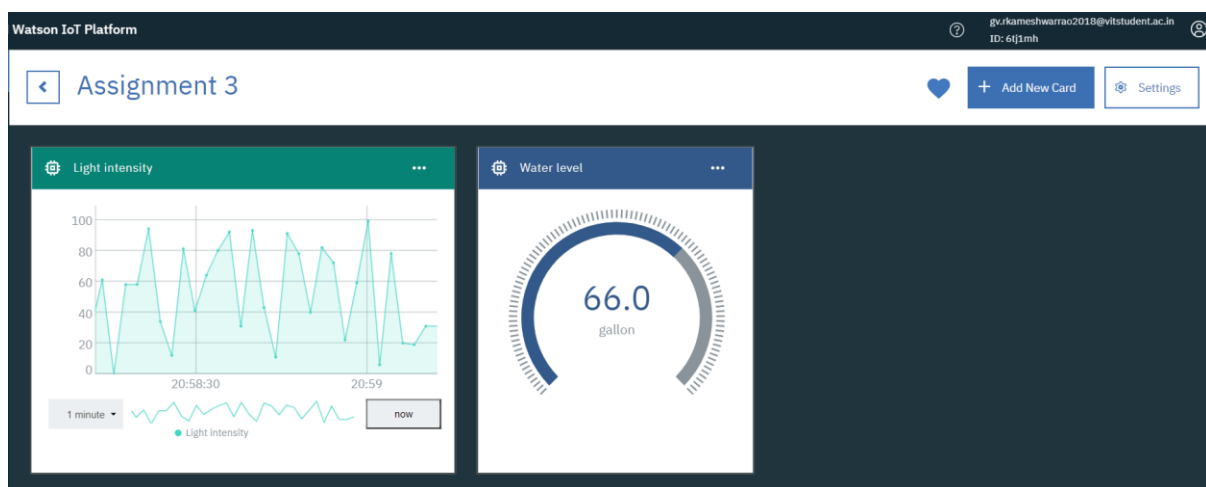 Watson IoT Platform
gv.rkameshwarrao2018@vitstudent.ac.in
ID: 6tj1mh
Assignment 3
+ Add New Card
Settings
Light intensity
Water level
100
80
60
40
20
0
20:58:30
20:59
1 minute
now
Light intensity
66.0
gallon